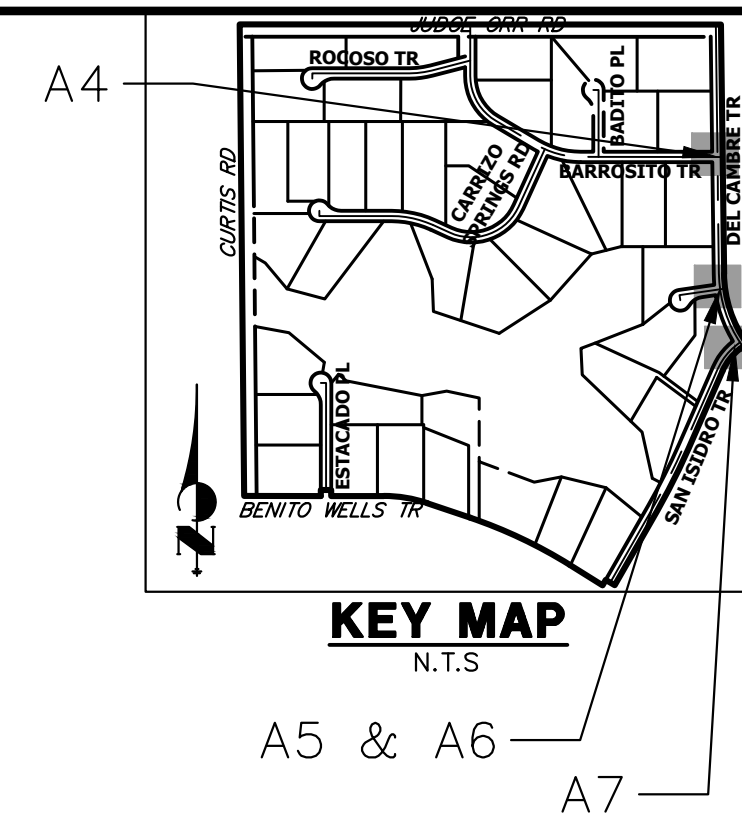 JUDGE ORR RD
ROCOSO TR
BADITO PL
A4
DEL CAMBRE TR
CURTIS RD
CARRIZO
SPRINGS RD
BARROSITO TR
ESTACADO PL
SAN ISIDRO TR
BENITO WELLS TR
N
KEY MAP
N.T.S
A5 & A6
A7